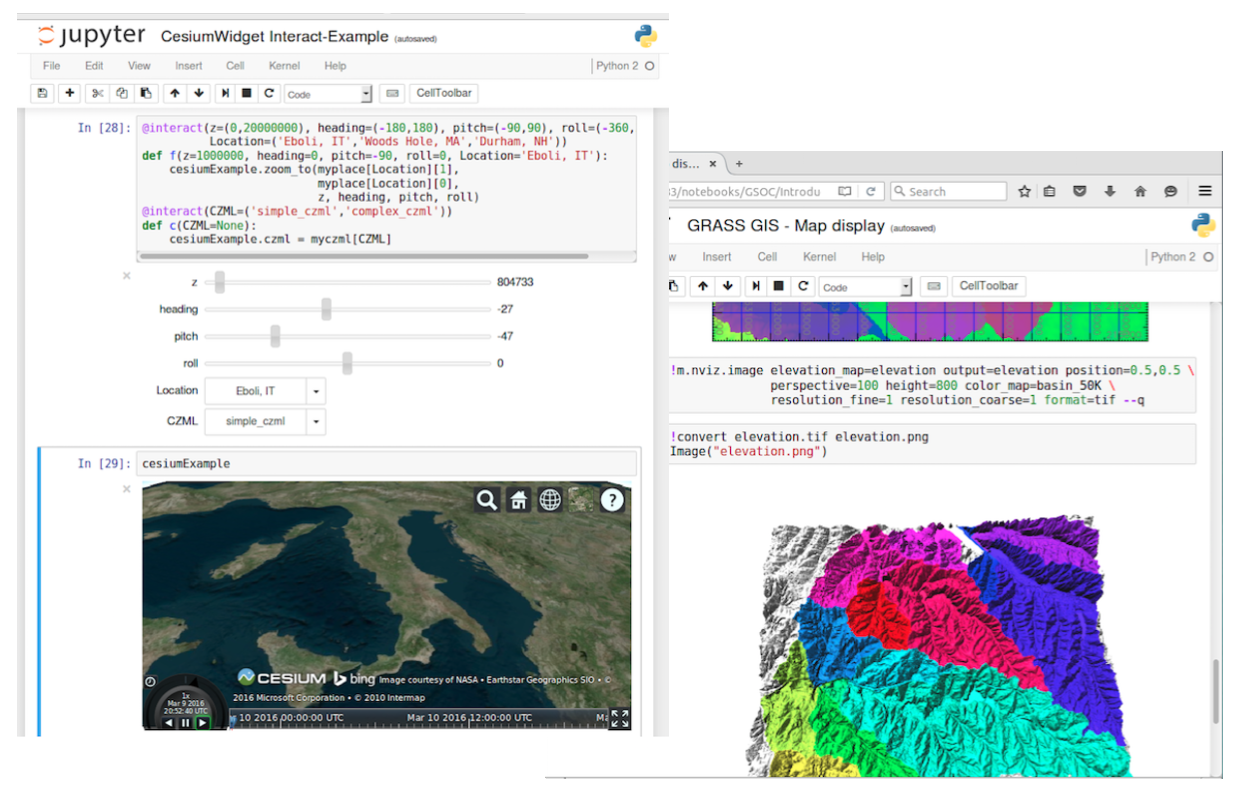 jupyter CesiumWidget Interact-Example (autosaved)
File Edit View Insert Cell Kernel Help Python 2
Code CellToolbar
In [28]: @interact(z=(0,20000000), heading=(-180,180), pitch=(-90,90), roll=(-360,
Location=('Eboli, IT','Woods Hole, MA','Durham, NH'))
def f(z=1000000, heading=0, pitch=-90, roll=0, Location='Eboli, IT'):
cesiumExample.zoom_to(myplace[Location][1],
myplace[Location][0],
z, heading, pitch, roll)
@interact(CZML=('simple_czml','complex_czml'))
def c(CZML=None):
cesiumExample.czml = myczml[CZML]
z 804733
heading -27
pitch -47
roll 0
Location Eboli, IT
CZML simple_czml
In [29]: cesiumExample
?
CESIUM bing Image courtesy of NASA • Earthstar Geographics SIO • ©
2016 Microsoft Corporation • © 2010 Intermap
1x
Mar 9 2016
20:52:40 UTC
10 2016 00:00:00 UTC Mar 10 2016 12:00:00 UTC Ma
dis... × +
/notebooks/GSOC/Introdu Search
GRASS GIS - Map display (autosaved)
w Insert Cell Kernel Help Python 2
Code CellToolbar
!m.nviz.image elevation_map=elevation output=elevation position=0.5,0.5 \
perspective=100 height=800 color_map=basin_50K \
resolution_fine=1 resolution_coarse=1 format=tif --q
!convert elevation.tif elevation.png
Image("elevation.png")